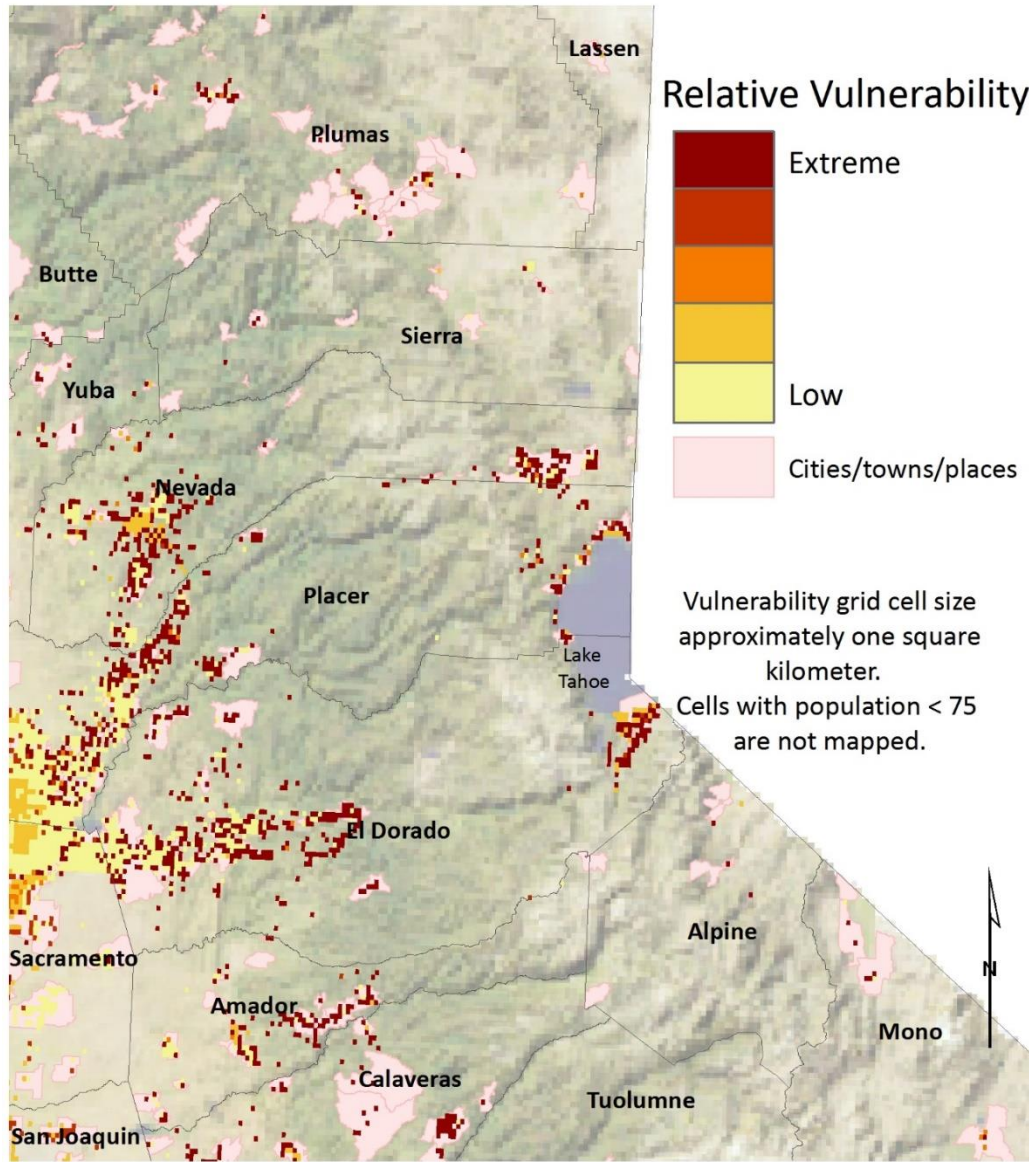 Lassen
Relative Vulnerability
Extreme
Plumas
Butte
Sierra
Yuba
Low
Cities/towns/places
Nevada
Placer
Vulnerability grid cell size
approximately one square
kilometer.
Cells with population < 75
are not mapped.
Lake
Tahoe
El Dorado
Alpine
Sacramento
N
Amador
Mono
Calaveras
Tuolumne
San Joaquin